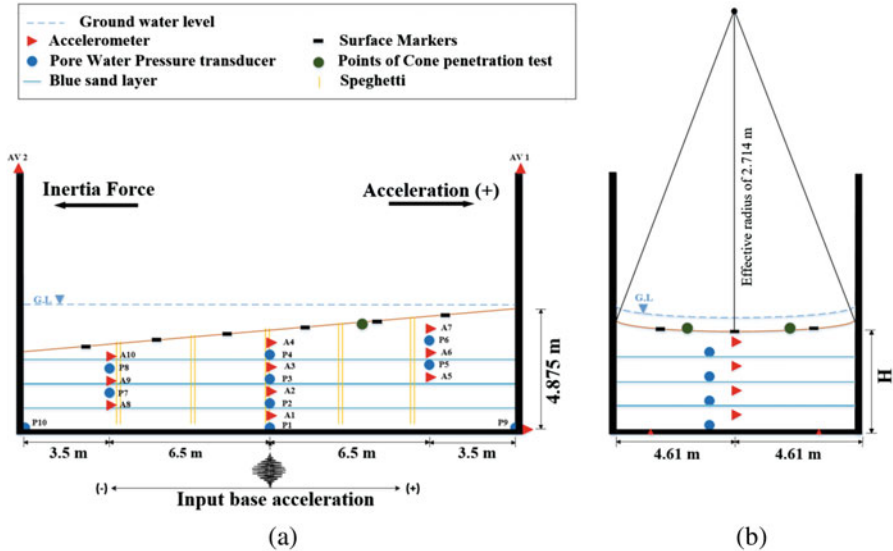 Ground water level
Accelerometer
Surface Markers
Pore Water Pressure transducer
Points of Cone penetration test
Blue sand layer
Speghetti
AV 2
AV 1
Inertia Force
Acceleration (+)
G.L
A10
P8
A9
P7
A8
P10
A4
P4
A3
P3
A2
P2
A1
P1
A7
P6
A6
P5
A5
P9
4.875 m
3.5 m
6.5 m
6.5 m
3.5 m
(-)
(+)
Input base acceleration
(a)
Effective radius of 2.714 m
G.L
H
4.61 m
4.61 m
(b)